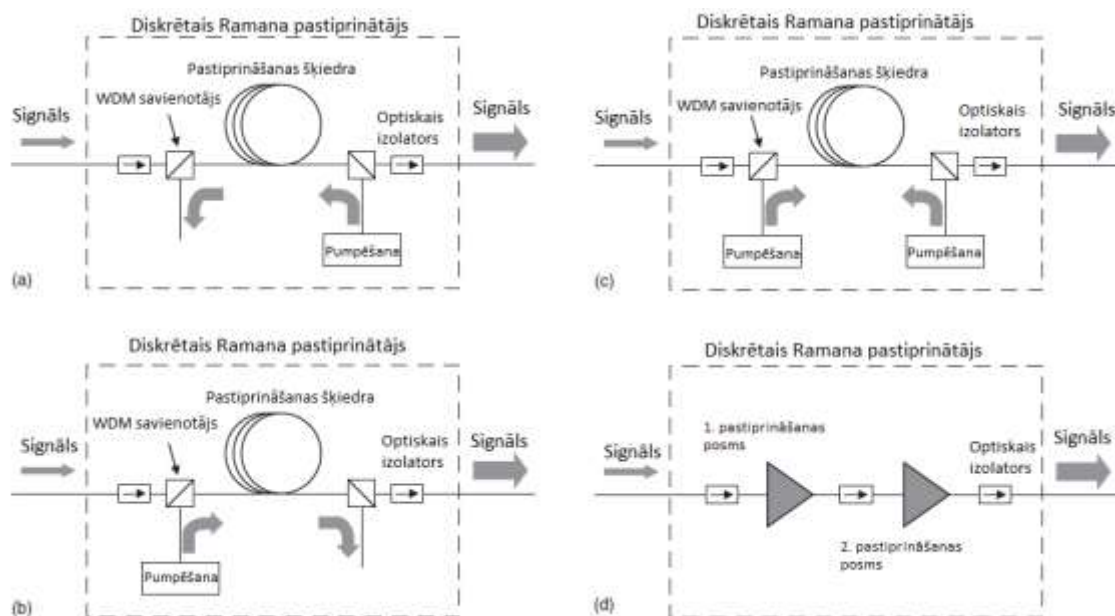 Diskrētais Ramana pastiprinātājs
Pastiprināšanas šķiedra
WDM savienotājs
Signāls
Signāls
Optiskais
izolators
Pumpēšana
(a)
Diskrētais Ramana pastiprinātājs
Pastiprināšanas šķiedra
WDM savienotājs
Signāls
Signāls
Optiskais
izolators
Pumpēšana
(b)
Diskrētais Ramana pastiprinātājs
Pastiprināšanas šķiedra
WDM savienotājs
Signāls
Signāls
Optiskais
izolators
Pumpēšana
Pumpēšana
(c)
Diskrētais Ramana pastiprinātājs
1. pastiprināšanas
posms
Signāls
Signāls
Optiskais
izolators
2. pastiprināšanas
posms
(d)